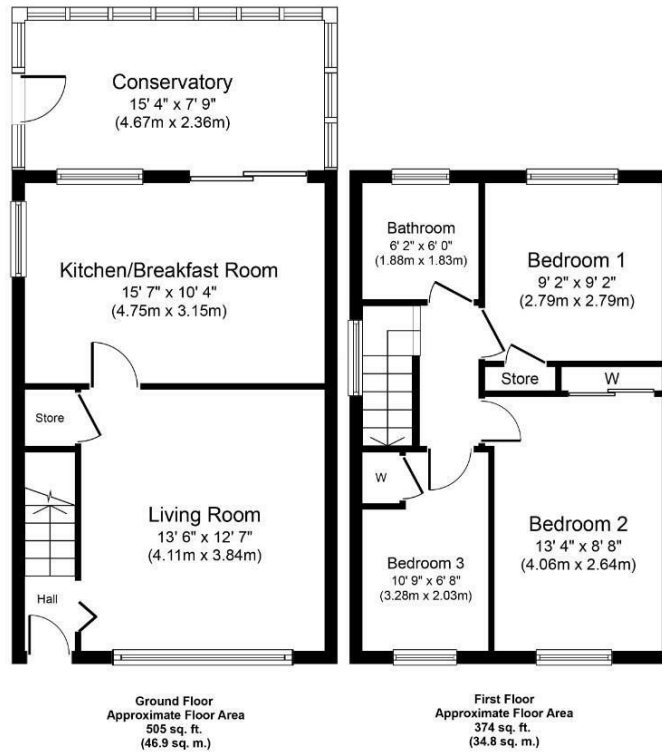 Conservatory
15' 4" x 7' 9"
(4.67m x 2.36m)
Kitchen/Breakfast Room
15' 7" x 10' 4"
(4.75m x 3.15m)
Store
Living Room
13' 6" x 12' 7"
(4.11m x 3.84m)
Hall
Ground Floor
Approximate Floor Area
505 sq. ft.
(46.9 sq. m.)
Bathroom
6' 2" x 6' 0"
(1.88m x 1.83m)
Bedroom 1
9' 2" x 9' 2"
(2.79m x 2.79m)
Store
W
W
Bedroom 2
13' 4" x 8' 8"
(4.06m x 2.64m)
Bedroom 3
10' 9" x 6' 8"
(3.28m x 2.03m)
First Floor
Approximate Floor Area
374 sq. ft.
(34.8 sq. m.)